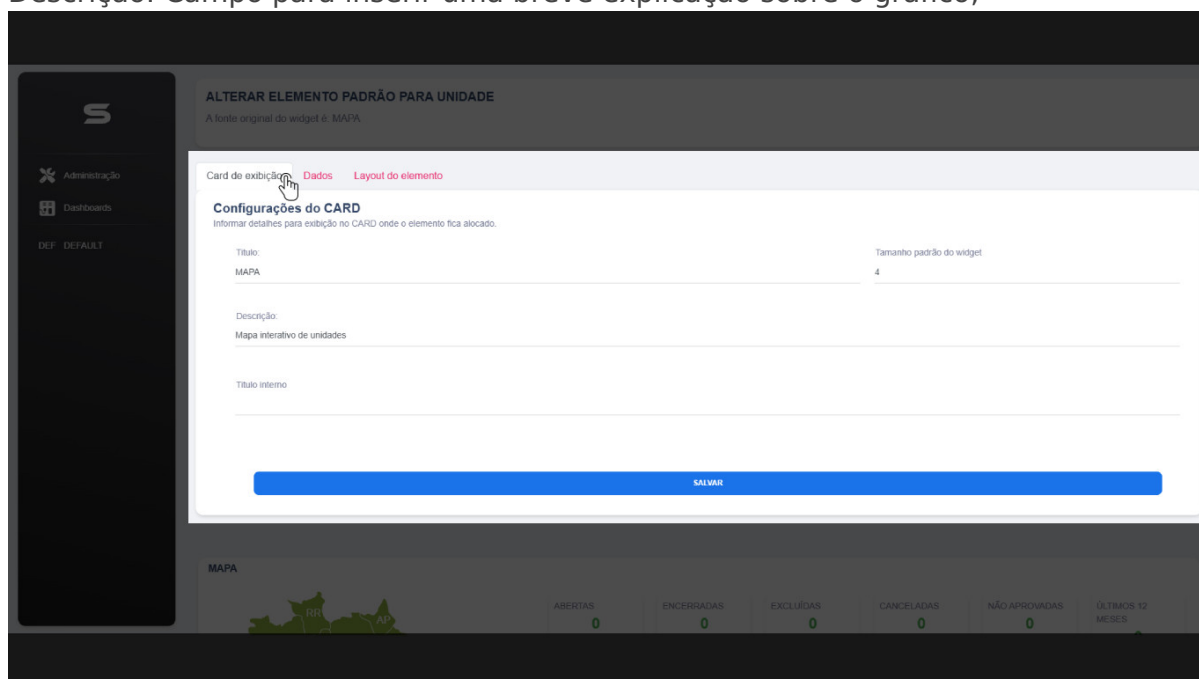 Descrição: Campo para inserir uma breve explicação sobre o gráfico;
ALTERAR ELEMENTO PADRÃO PARA UNIDADE
A fonte original do widget é: MAPA
Administração
Dashboards
DEF DEFAULT
Card de exibição Dados Layout do elemento
Configurações do CARD
Informar detalhes para exibição no CARD onde o elemento fica alocado.
Título: Tamanho padrão do widget
MAPA 4
Descrição:
Mapa interativo de unidades
Título interno
SALVAR
MAPA
RR AP
ABERTAS ENCERRADAS EXCLUÍDAS CANCELADAS NÃO APROVADAS ÚLTIMOS 12 MESES
0 0 0 0 0